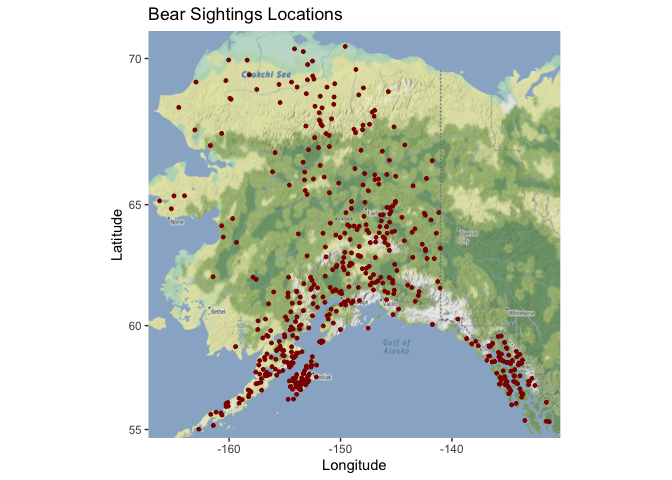 Bear Sightings Locations
70
Chukchi Sea
65
Nome
ALASKA
Dawson
City
Latitude
60
Bethel
Whitehorse
Gulf of
Alaska
55
-160
-150
-140
Longitude